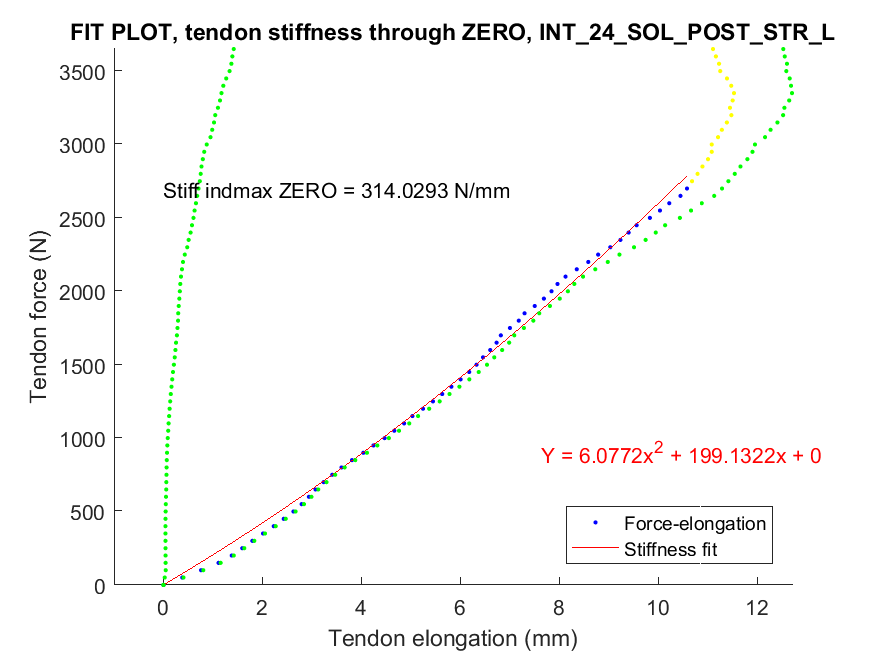 FIT PLOT, tendon stiffness through ZERO, INT_24_SOL_POST_STR_L
3500
3000
Stiff indmax ZERO = 314.0293 N/mm
2500
Tendon force (N)
2000
1500
1000
Y = 6.0772x² + 199.1322x + 0
500
Force-elongation
Stiffness fit
0
0 2 4 6 8 10 12
Tendon elongation (mm)